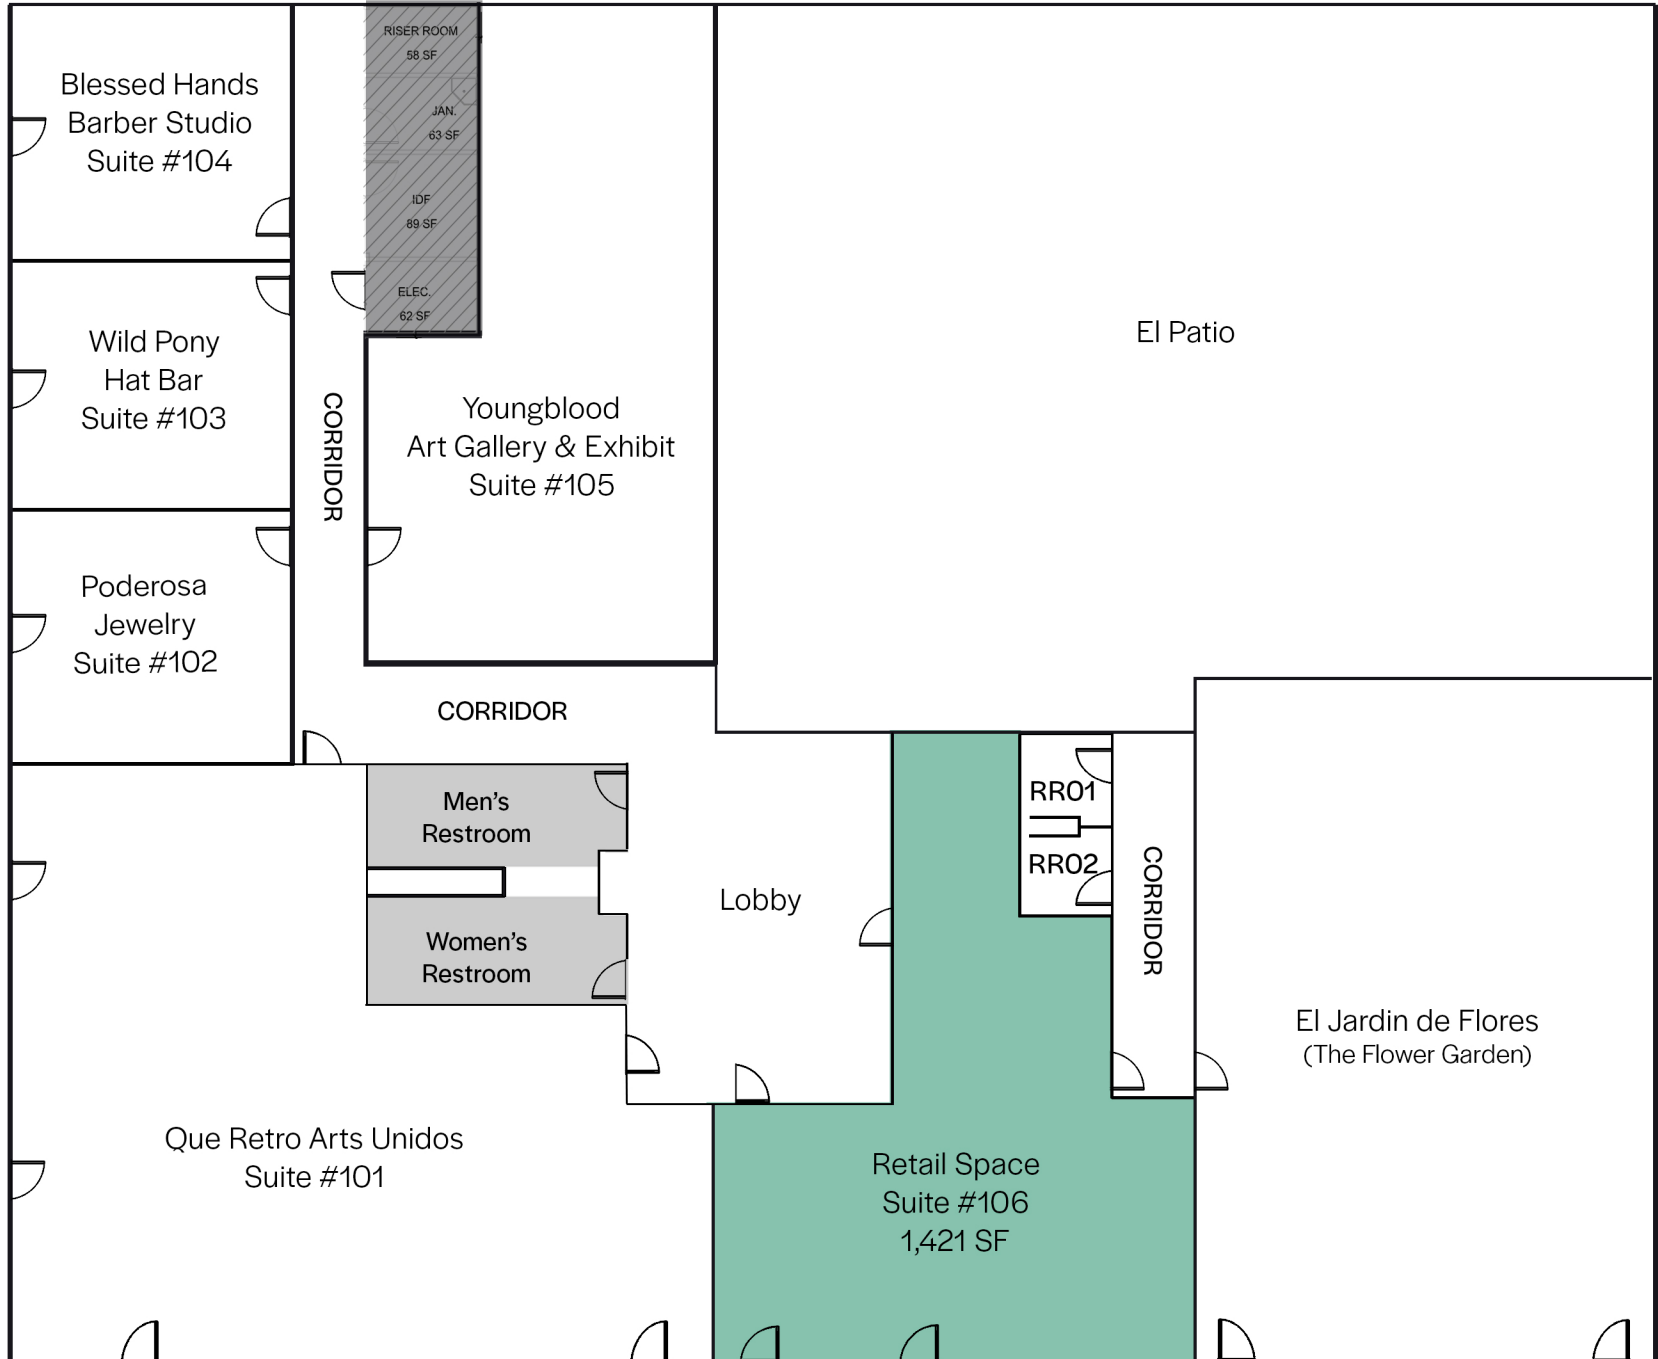 RISER ROOM
58 SF
JAN.
63 SF
IDF
89 SF
ELEC.
62 SF
Blessed Hands
Barber Studio
Suite #104
Wild Pony
Hat Bar
Suite #103
Poderosa
Jewelry
Suite #102
CORRIDOR
Youngblood
Art Gallery & Exhibit
Suite #105
El Patio
CORRIDOR
Men's
Restroom
Women's
Restroom
Lobby
RR01
RR02
CORRIDOR
El Jardin de Flores
(The Flower Garden)
Que Retro Arts Unidos
Suite #101
Retail Space
Suite #106
1,421 SF